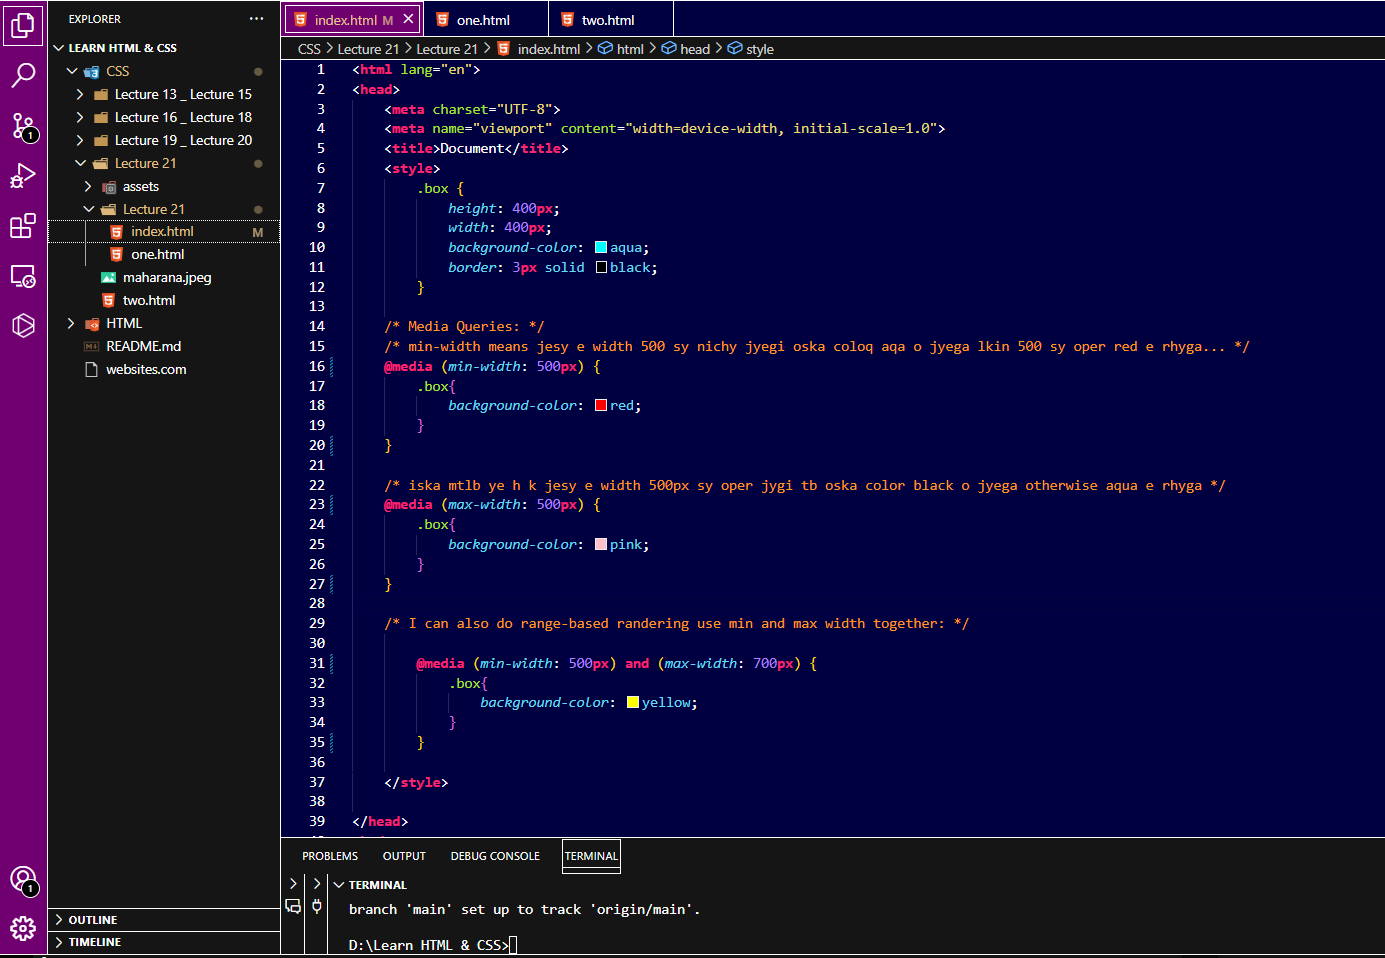 EXPLORER
LEARN HTML & CSS
CSS
Lecture 13 _ Lecture 15
Lecture 16 _ Lecture 18
Lecture 19 _ Lecture 20
Lecture 21
assets
Lecture 21
index.html M
one.html
maharana.jpeg
two.html
HTML
README.md
websites.com
OUTLINE
TIMELINE
1
1
index.html M
one.html
two.html
CSS > Lecture 21 > Lecture 21 > index.html > html > head > style
1 <html lang="en">
2 <head>
3 <meta charset="UTF-8">
4 <meta name="viewport" content="width=device-width, initial-scale=1.0">
5 <title>Document</title>
6 <style>
7 .box {
8 height: 400px;
9 width: 400px;
10 background-color: aqua;
11 border: 3px solid black;
12 }
13
14 /* Media Queries: */
15 /* min-width means jesy e width 500 sy nichy jyegi oska coloq aqa o jyega lkin 500 sy oper red e rhyga... */
16 @media (min-width: 500px) {
17 .box{
18 background-color: red;
19 }
20 }
21
22 /* iska mtlb ye h k jesy e width 500px sy oper jygi tb oska color black o jyega otherwise aqua e rhyga */
23 @media (max-width: 500px) {
24 .box{
25 background-color: pink;
26 }
27 }
28
29 /* I can also do range-based randering use min and max width together: */
30
31 @media (min-width: 500px) and (max-width: 700px) {
32 .box{
33 background-color: yellow;
34 }
35 }
36
37 </style>
38
39 </head>
PROBLEMS OUTPUT DEBUG CONSOLE TERMINAL
TERMINAL
branch 'main' set up to track 'origin/main'.
D:\Learn HTML & CSS>